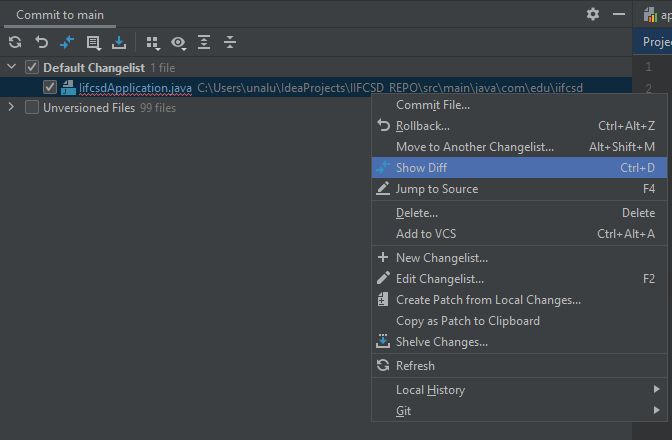 Commit to main
Default Changelist 1 file
IifcsdApplication.java C:\Users\unalu\IdeaProjects\IIFCSD_REPO\src\main\java\com\edu\iifcsd
Unversioned Files 99 files
Commit File...
Rollback... Ctrl+Alt+Z
Move to Another Changelist... Alt+Shift+M
Show Diff Ctrl+D
Jump to Source F4
Delete... Delete
Add to VCS Ctrl+Alt+A
New Changelist...
Edit Changelist... F2
Create Patch from Local Changes...
Copy as Patch to Clipboard
Shelve Changes...
Refresh
Local History
Git
ap
Projec
1
2